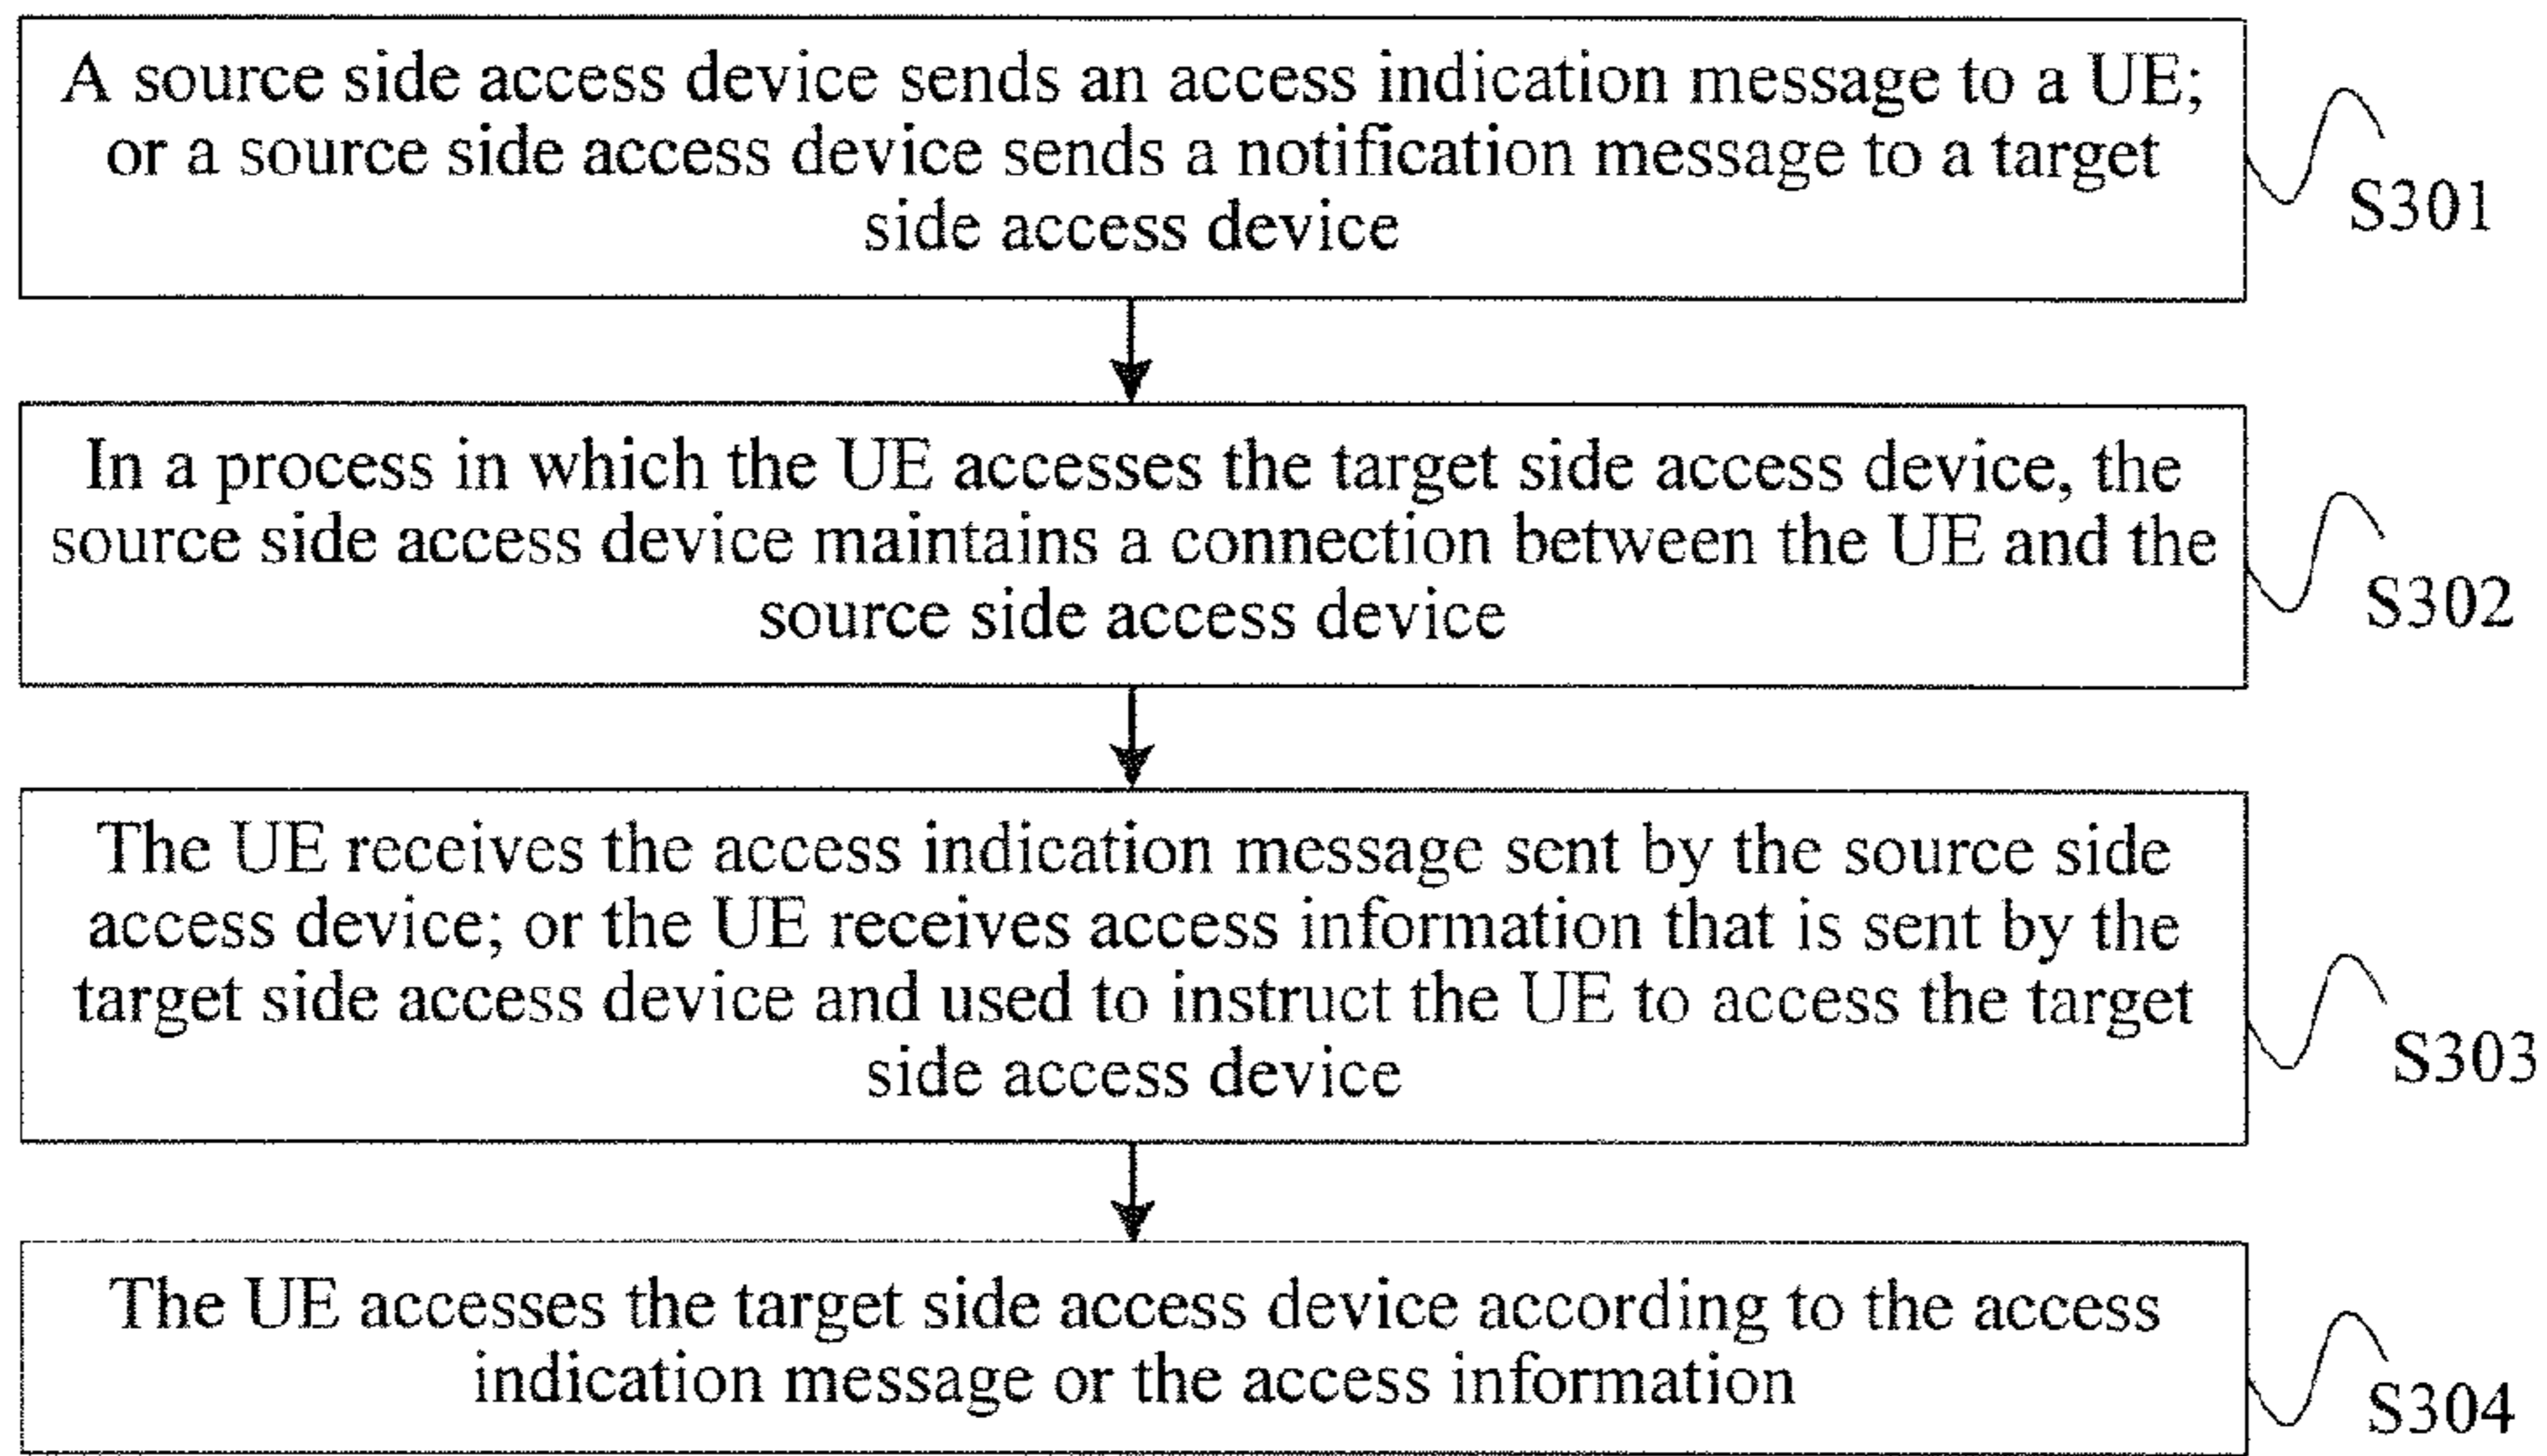 A source side access device sends an access indication message to a UE;
or a source side access device sends a notification message to a target
side access device
S301
In a process in which the UE accesses the target side access device, the
source side access device maintains a connection between the UE and the
source side access device
S302
The UE receives the access indication message sent by the source side
access device; or the UE receives access information that is sent by the
target side access device and used to instruct the UE to access the target
side access device
S303
The UE accesses the target side access device according to the access
indication message or the access information
S304